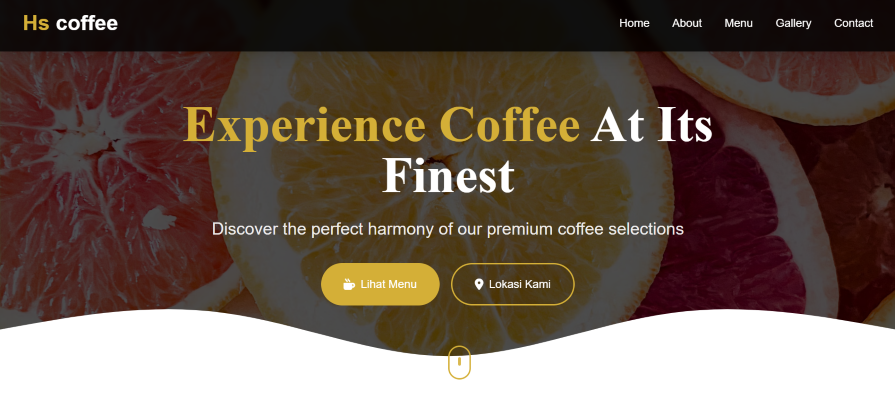 Hs coffee
Home About Menu Gallery Contact
Experience Coffee At Its
Finest
Discover the perfect harmony of our premium coffee selections
Lihat Menu
Lokasi Kami